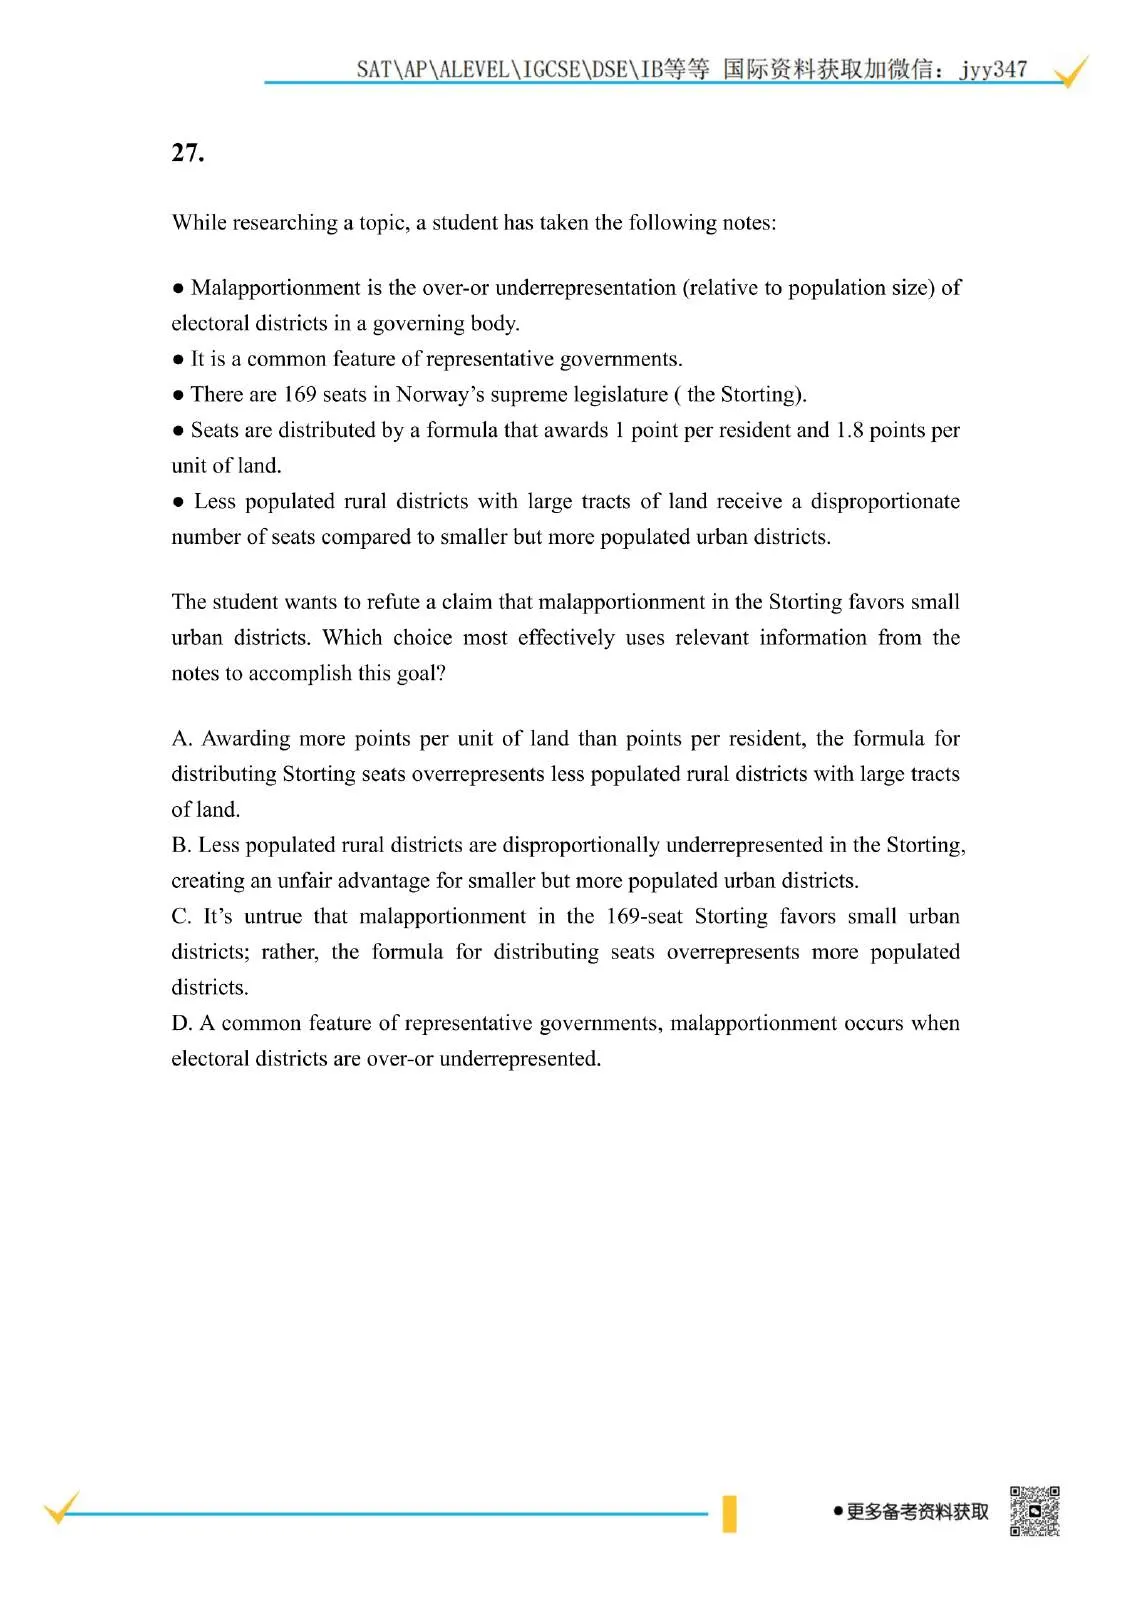 SAT\AP\ALEVEL\IGCSE\DSE\IB等等 国际资料获取加微信：jyy347
27.
While researching a topic, a student has taken the following notes:
● Malapportionment is the over-or underrepresentation (relative to population size) of
electoral districts in a governing body.
● It is a common feature of representative governments.
● There are 169 seats in Norway’s supreme legislature ( the Storting).
● Seats are distributed by a formula that awards 1 point per resident and 1.8 points per
unit of land.
● Less populated rural districts with large tracts of land receive a disproportionate
number of seats compared to smaller but more populated urban districts.
The student wants to refute a claim that malapportionment in the Storting favors small
urban districts. Which choice most effectively uses relevant information from the
notes to accomplish this goal?
A. Awarding more points per unit of land than points per resident, the formula for
distributing Storting seats overrepresents less populated rural districts with large tracts
of land.
B. Less populated rural districts are disproportionally underrepresented in the Storting,
creating an unfair advantage for smaller but more populated urban districts.
C. It’s untrue that malapportionment in the 169-seat Storting favors small urban
districts; rather, the formula for distributing seats overrepresents more populated
districts.
D. A common feature of representative governments, malapportionment occurs when
electoral districts are over-or underrepresented.
●更多备考资料获取